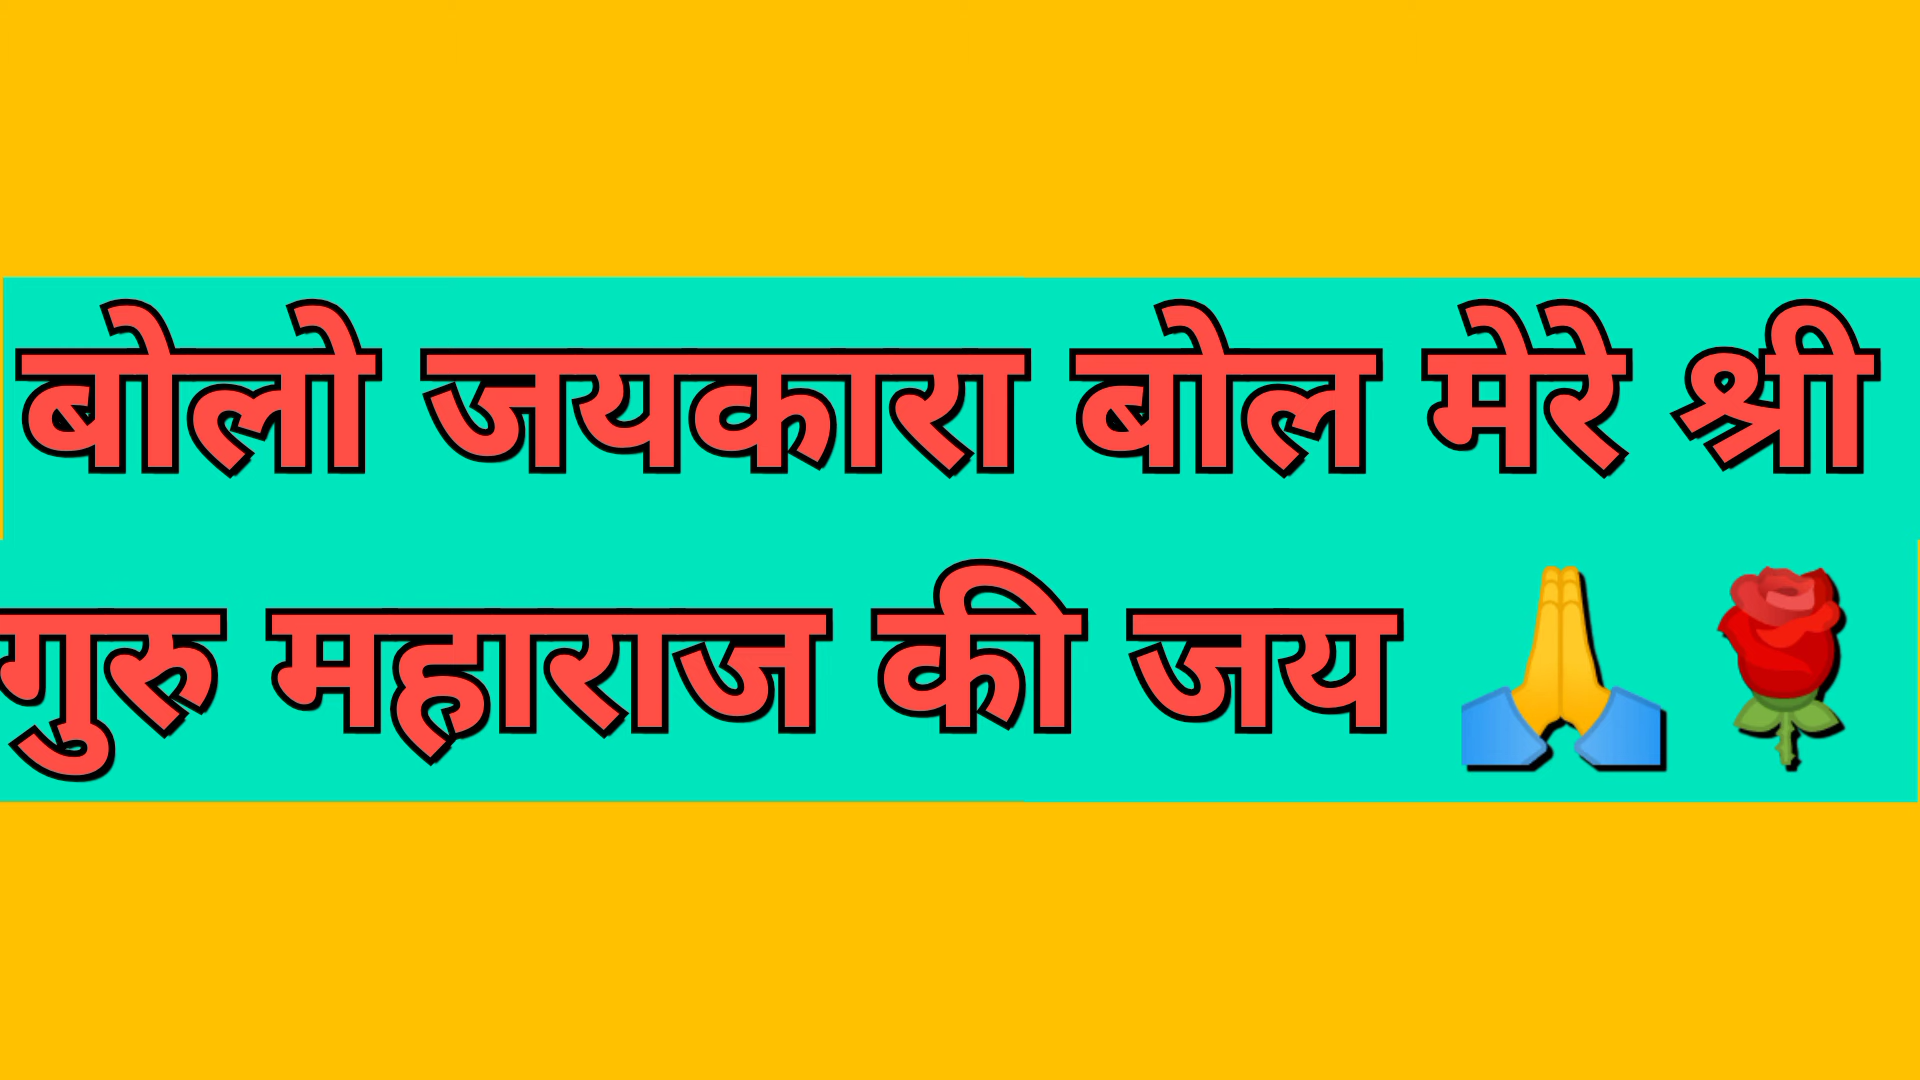 बोलो जयकारा बोल मेरे श्री
गुरु महाराज की जय 🙏 🌹